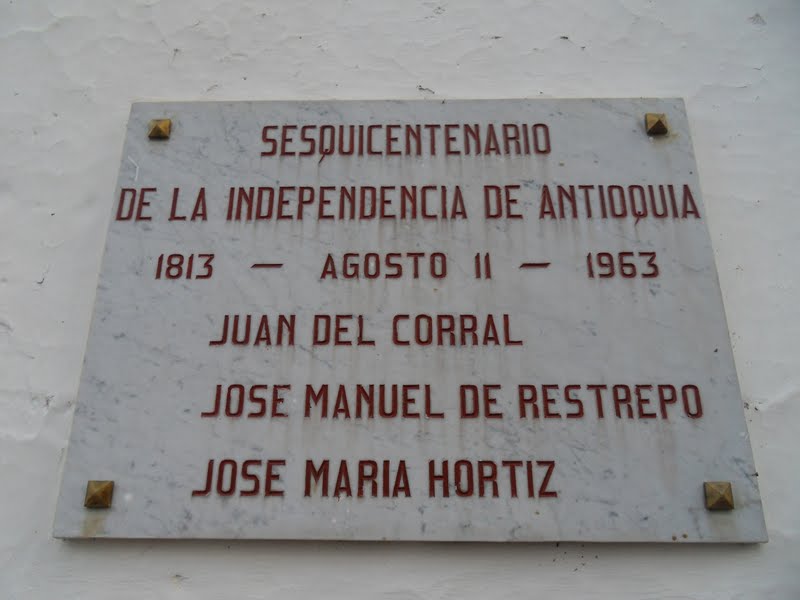 SESQUICENTENARIO
DE LA INDEPENDENCIA DE ANTIOQUIA
1813 — AGOSTO 11 — 1963
JUAN DEL CORRAL
JOSE MANUEL DE RESTREPO
JOSE MARIA HORTIZ